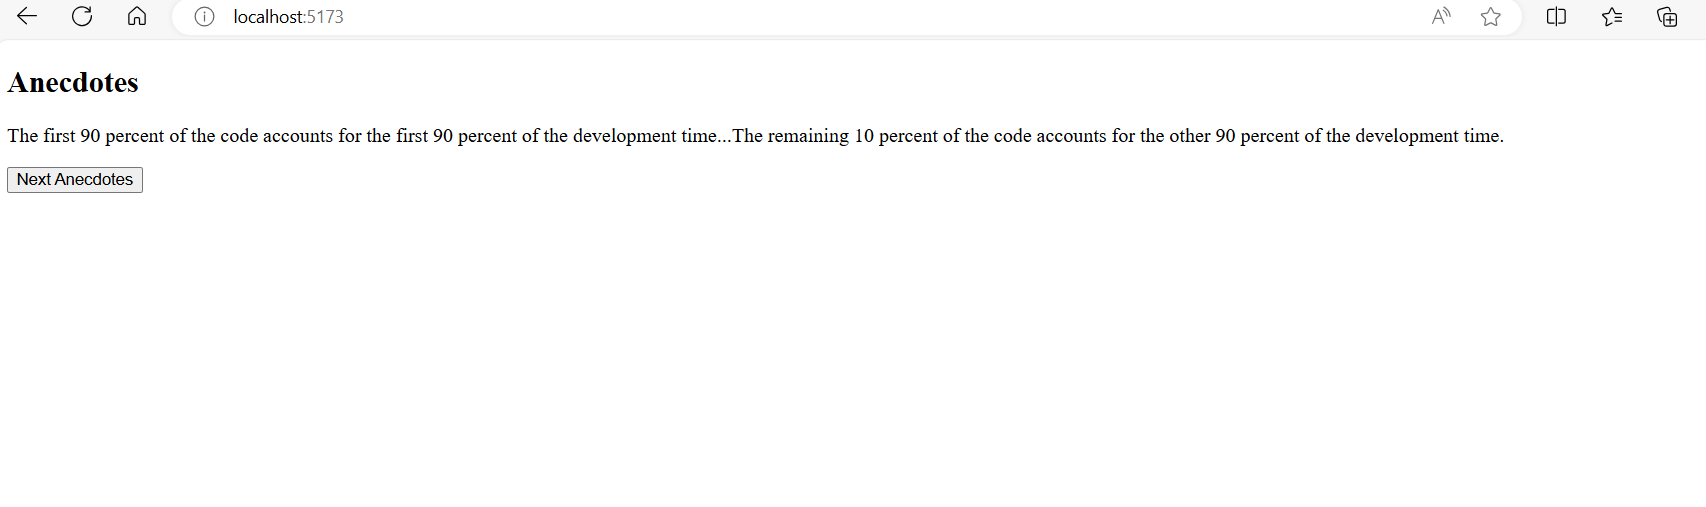 localhost:5173
Anecdotes
The first 90 percent of the code accounts for the first 90 percent of the development time...The remaining 10 percent of the code accounts for the other 90 percent of the development time.
Next Anecdotes